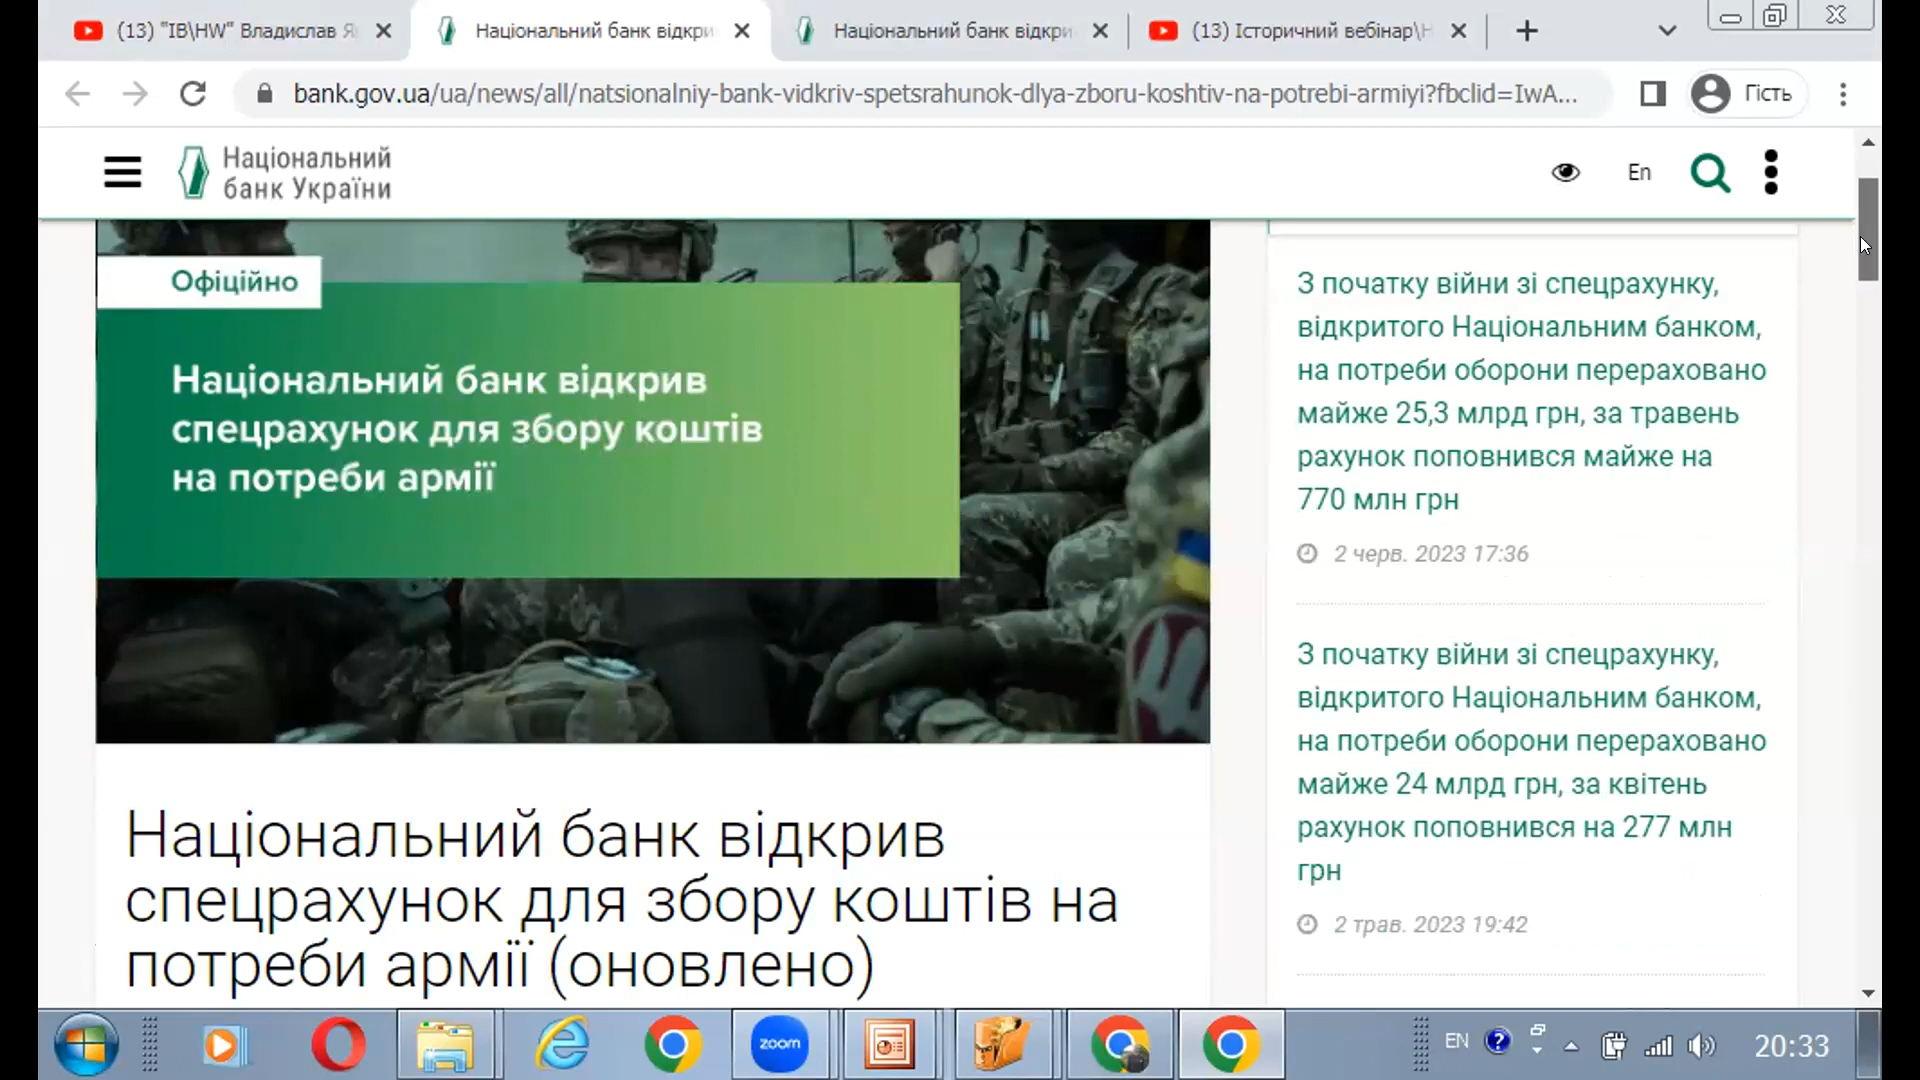 (13) "ІВ\HW" Владислав Я
Національний банк відкри
Національний банк відкри
(13) Історичний вебінар\Н
bank.gov.ua/ua/news/all/natsionalniy-bank-vidkriv-spetsrahunok-dlya-zboru-koshtiv-na-potrebi-armiyi?fbclid=IwA...
Гість
Національний
банк України
En
Офіційно
Національний банк відкрив
спецрахунок для збору коштів
на потреби армії
Національний банк відкрив
спецрахунок для збору коштів на
потреби армії (оновлено)
З початку війни зі спецрахунку,
відкритого Національним банком,
на потреби оборони перераховано
майже 25,3 млрд грн, за травень
рахунок поповнився майже на
770 млн грн
2 черв. 2023 17:36
З початку війни зі спецрахунку,
відкритого Національним банком,
на потреби оборони перераховано
майже 24 млрд грн, за квітень
рахунок поповнився на 277 млн
грн
2 трав. 2023 19:42
zoom
EN
20:33